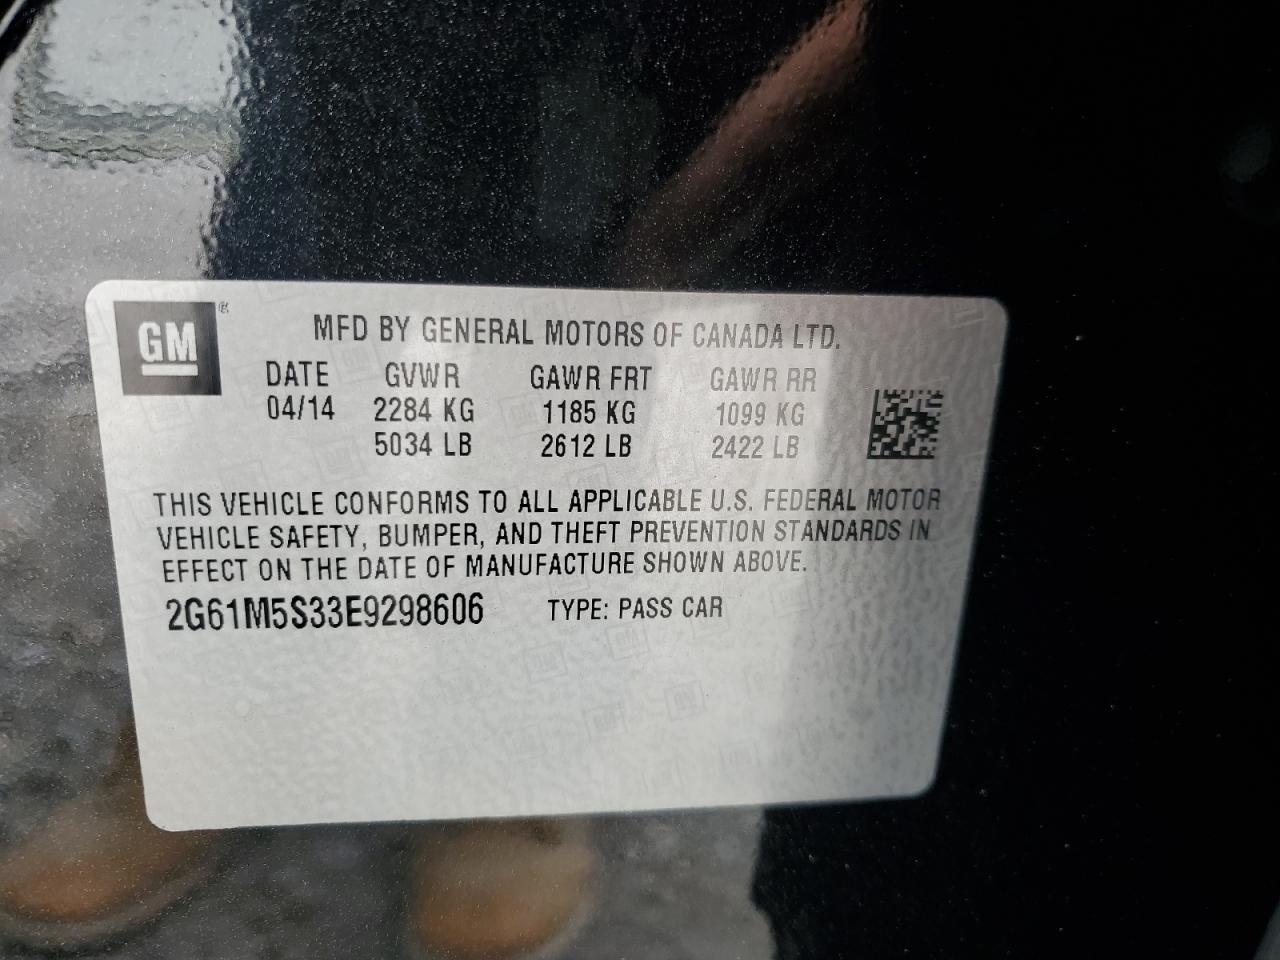 GM®
MFD BY GENERAL MOTORS OF CANADA LTD.
DATE GVWR GAWR FRT GAWR RR
04/14 2284 KG 1185 KG 1099 KG
5034 LB 2612 LB 2422 LB
THIS VEHICLE CONFORMS TO ALL APPLICABLE U.S. FEDERAL MOTOR
VEHICLE SAFETY, BUMPER, AND THEFT PREVENTION STANDARDS IN
EFFECT ON THE DATE OF MANUFACTURE SHOWN ABOVE.
2G61M5S33E9298606 TYPE: PASS CAR